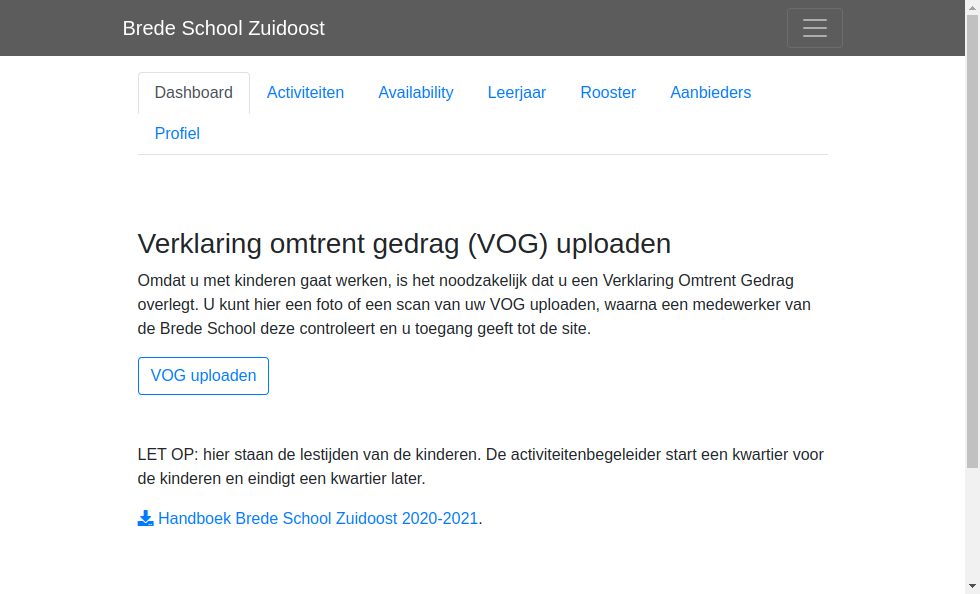 Brede School Zuidoost
Dashboard Activiteiten Availability Leerjaar Rooster Aanbieders
Profiel
Verklaring omtrent gedrag (VOG) uploaden
Omdat u met kinderen gaat werken, is het noodzakelijk dat u een Verklaring Omtrent Gedrag
overlegt. U kunt hier een foto of een scan van uw VOG uploaden, waarna een medewerker van
de Brede School deze controleert en u toegang geeft tot de site.
VOG uploaden
LET OP: hier staan de lestijden van de kinderen. De activiteitenbegeleider start een kwartier voor
de kinderen en eindigt een kwartier later.
Handboek Brede School Zuidoost 2020-2021.